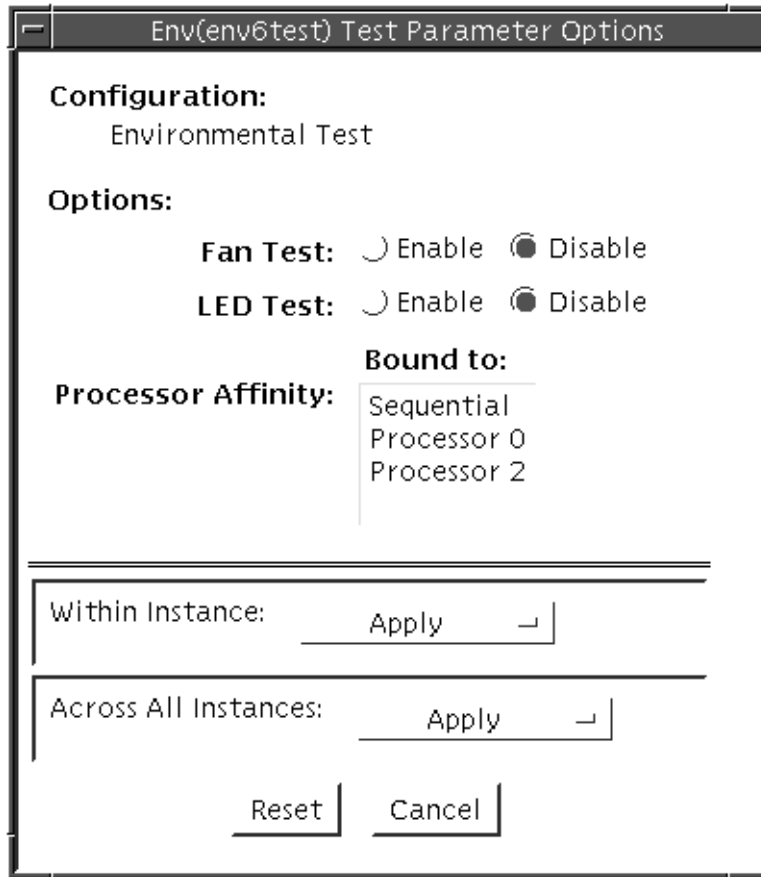 Env(env6test) Test Parameter Options
Configuration:
Environmental Test
Options:
Fan Test: Enable Disable
LED Test: Enable Disable
Bound to:
Processor Affinity:
Sequential
Processor 0
Processor 2
Within Instance: Apply
Across All Instances: Apply
Reset Cancel